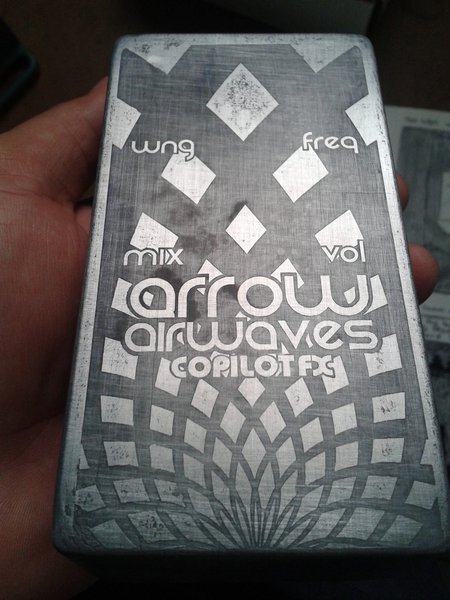 wng freq
mix vol
arrow
airwaves
COPILOT FX